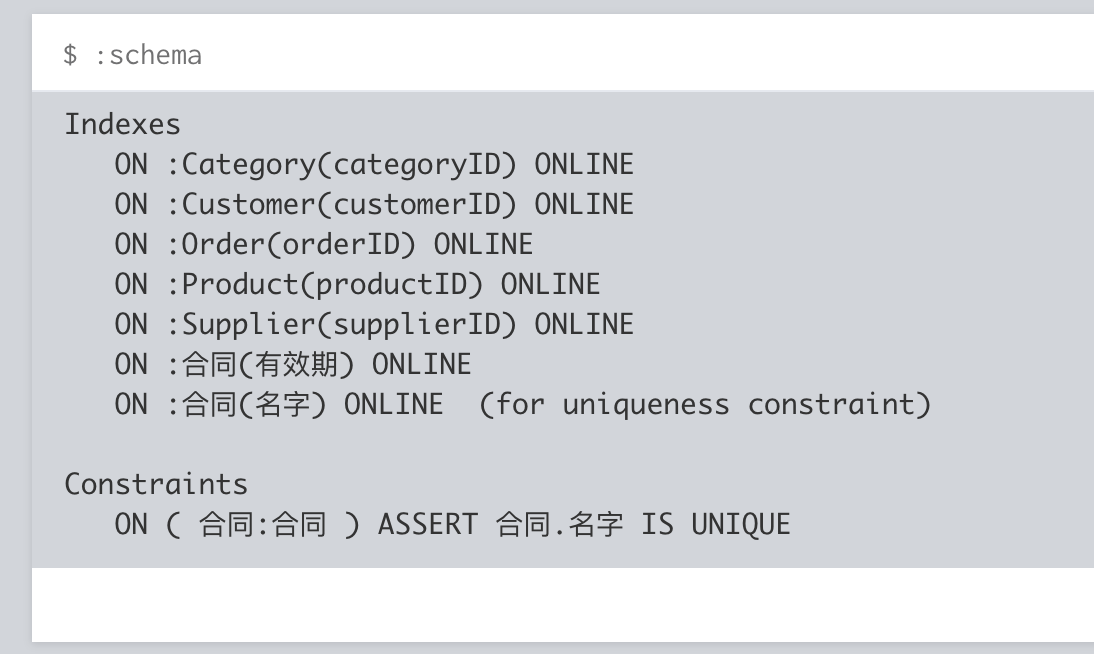 $ :schema
Indexes
ON :Category(categoryID) ONLINE
ON :Customer(customerID) ONLINE
ON :Order(orderID) ONLINE
ON :Product(productID) ONLINE
ON :Supplier(supplierID) ONLINE
ON :合同(有效期) ONLINE
ON :合同(名字) ONLINE  (for uniqueness constraint)
Constraints
ON ( 合同:合同 ) ASSERT 合同.名字 IS UNIQUE